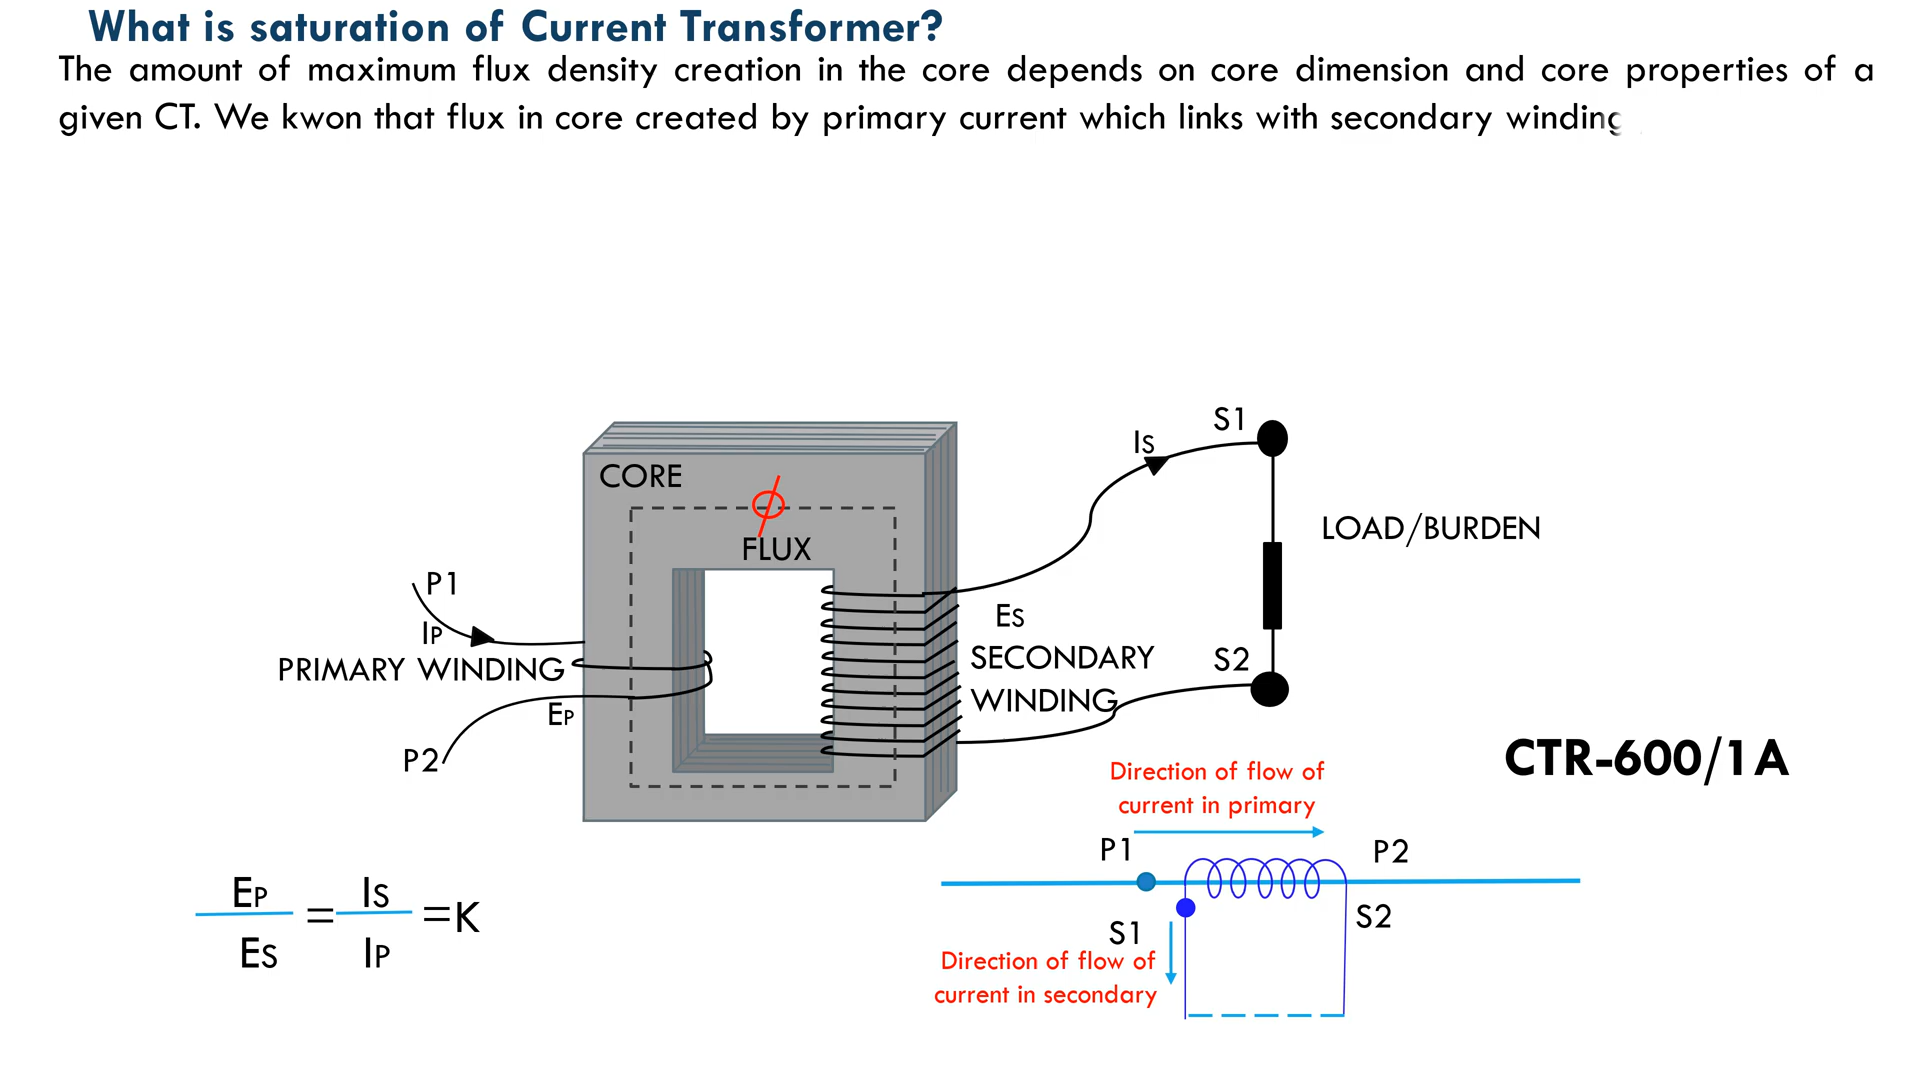 What is saturation of Current Transformer?
The amount of maximum flux density creation in the core depends on core dimension and core properties of a
given CT. We kwon that flux in core created by primary current which links with secondary winding
S1
Is
CORE
FLUX
LOAD/BURDEN
P1
IP
Es
PRIMARY WINDING
SECONDARY
WINDING
S2
EP
P2
CTR-600/1A
Direction of flow of
current in primary
P1
P2
S1
S2
Direction of flow of
current in secondary
EP
Es
=
Is
IP
=K